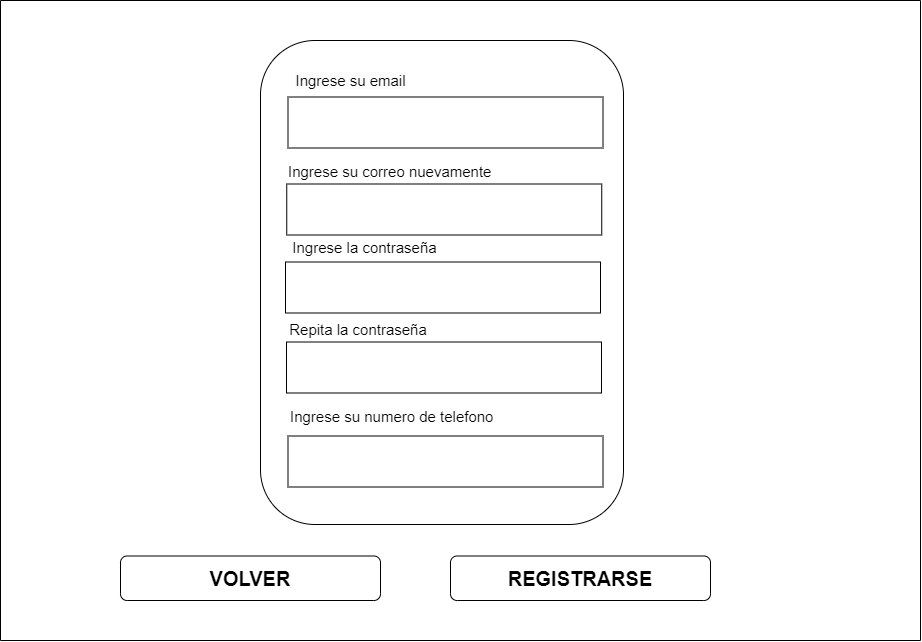 Ingrese su email
Ingrese su correo nuevamente
Ingrese la contraseña
Repita la contraseña
Ingrese su numero de telefono
VOLVER
REGISTRARSE